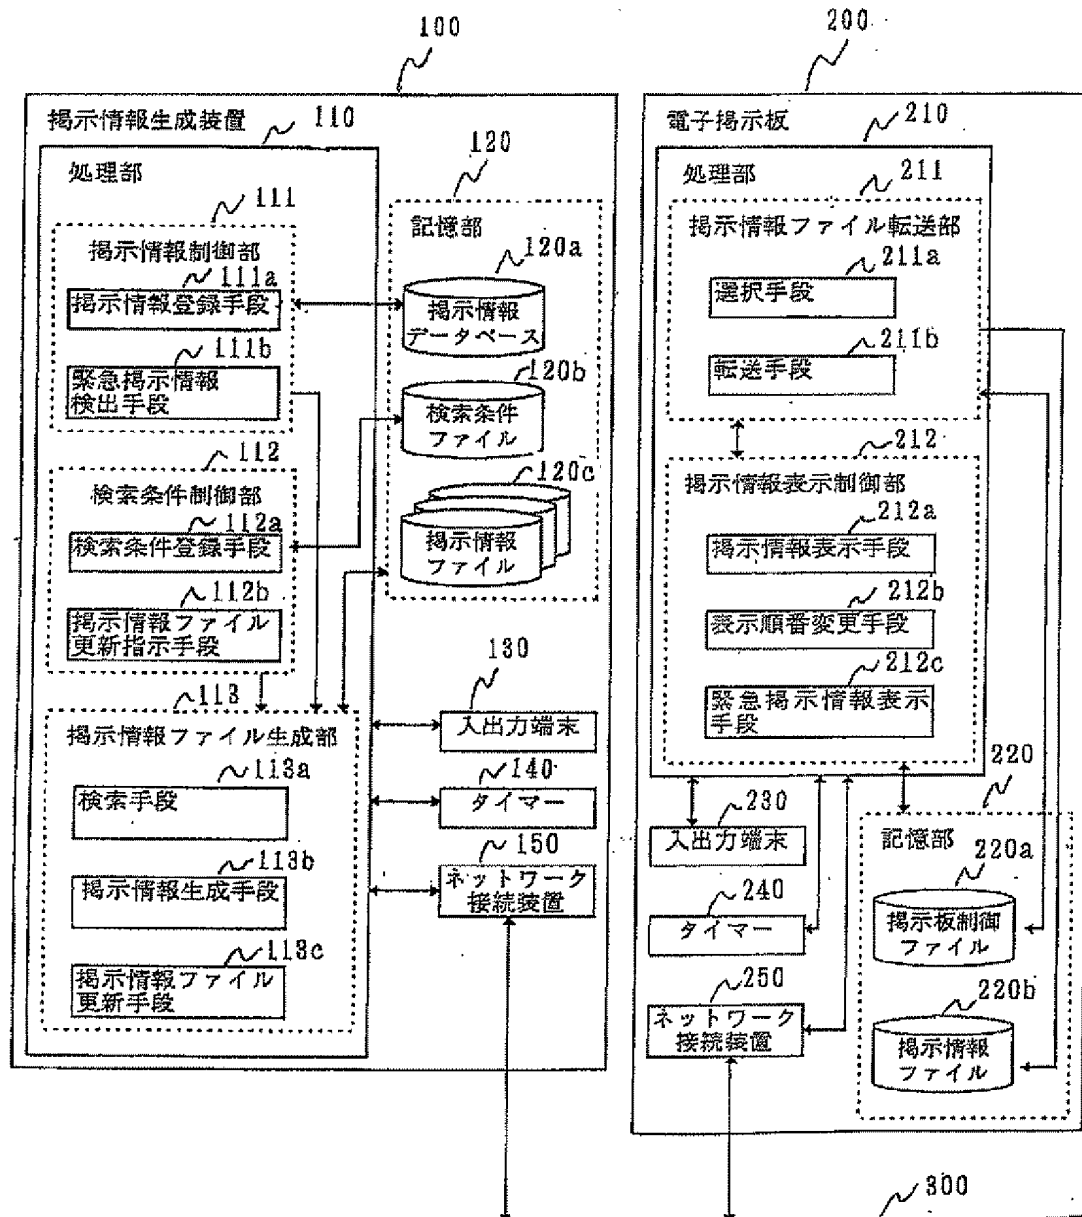 100
掲示情報生成装置
110
処理部
111
掲示情報制御部
111a
掲示情報登録手段
111b
緊急掲示情報
検出手段
112
検索条件制御部
112a
検索条件登録手段
112b
掲示情報ファイル
更新指示手段
113
掲示情報ファイル生成部
113a
検索手段
113b
掲示情報生成手段
113c
掲示情報ファイル
更新手段
120
記憶部
120a
掲示情報
データベース
120b
検索条件
ファイル
120c
掲示情報
ファイル
130
入出力端末
140
タイマー
150
ネットワーク
接続装置
200
電子掲示板
210
処理部
211
掲示情報ファイル転送部
211a
選択手段
211b
転送手段
212
掲示情報表示制御部
212a
掲示情報表示手段
212b
表示順番変更手段
212c
緊急掲示情報表示
手段
220
記憶部
220a
掲示板制御
ファイル
220b
掲示情報
ファイル
230
入出力端末
240
タイマー
250
ネットワーク
接続装置
300